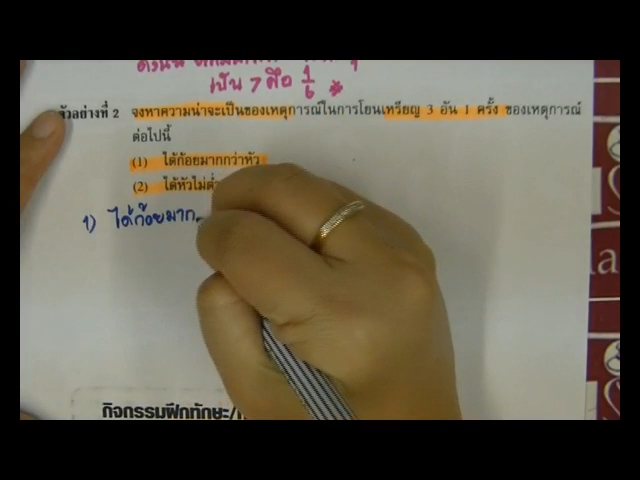 เป็น 7 คือ 1/6 *
ตัวอย่างที่ 2 จงหาความน่าจะเป็นของเหตุการณ์ในการโยนเหรียญ 3 อัน 1 ครั้ง ของเหตุการณ์
ต่อไปนี้
(1) ได้ก้อยมากกว่าหัว
(2) ได้หัวไม่ต่ำ
1) ได้ก้อยมาก
กิจกรรมฝึกทักษะ/